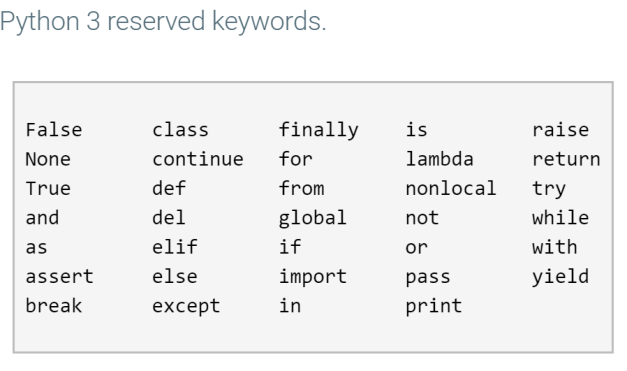 Python 3 reserved keywords.
False class finally is raise
None continue for lambda return
True def from nonlocal try
and del global not while
as elif if or with
assert else import pass yield
break except in print